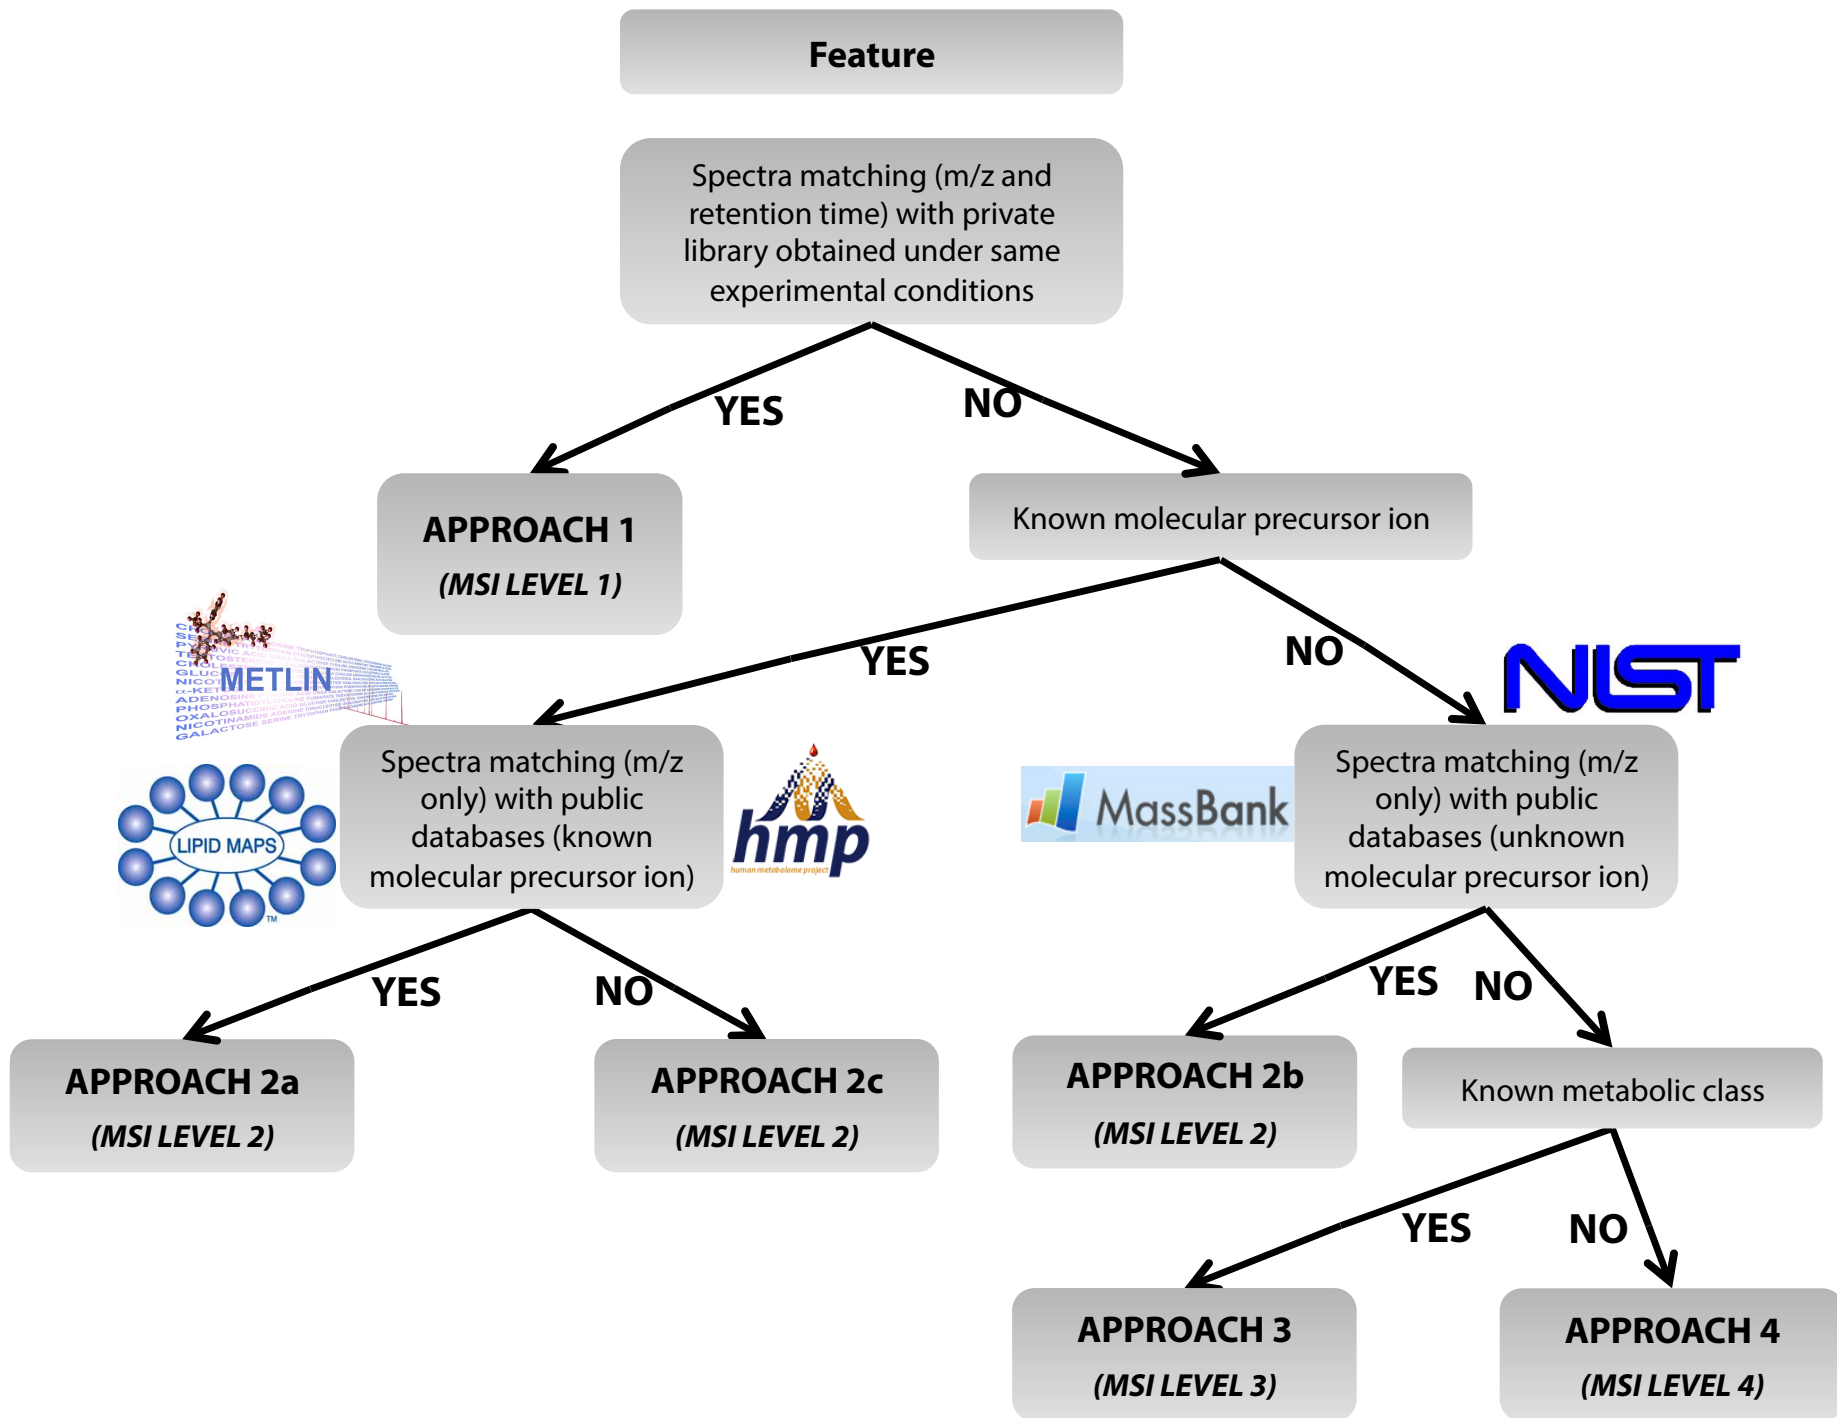 Feature
Spectra matching (m/z and
retention time) with private
library obtained under same
experimental conditions
YES
NO
APPROACH 1
(MSI LEVEL 1)
Known molecular precursor ion
YES
NO
METLIN
NIST
LIPID MAPS
TM
Spectra matching (m/z
only) with public
databases (known
molecular precursor ion)
hmp
human metabolome project
MassBank
Spectra matching (m/z
only) with public
databases (unknown
molecular precursor ion)
YES
NO
YES
NO
APPROACH 2a
(MSI LEVEL 2)
APPROACH 2c
(MSI LEVEL 2)
APPROACH 2b
(MSI LEVEL 2)
Known metabolic class
YES
NO
APPROACH 3
(MSI LEVEL 3)
APPROACH 4
(MSI LEVEL 4)